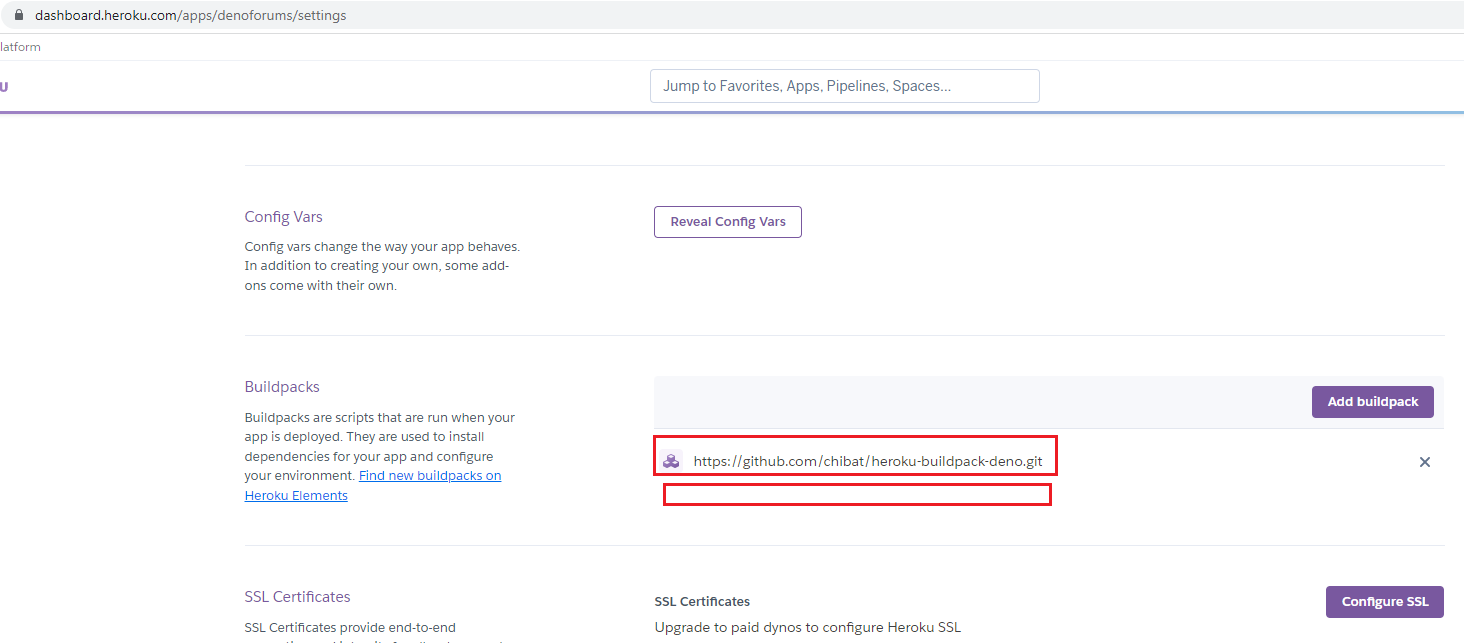 dashboard.heroku.com/apps/denoforums/settings
latform
U
Jump to Favorites, Apps, Pipelines, Spaces...
Config Vars
Reveal Config Vars
Config vars change the way your app behaves.
In addition to creating your own, some add-
ons come with their own.
Buildpacks
Add buildpack
Buildpacks are scripts that are run when your
app is deployed. They are used to install
dependencies for your app and configure
your environment. Find new buildpacks on
Heroku Elements
https://github.com/chibat/heroku-buildpack-deno.git
SSL Certificates
SSL Certificates provide end-to-end
SSL Certificates
Upgrade to paid dynos to configure Heroku SSL
Configure SSL